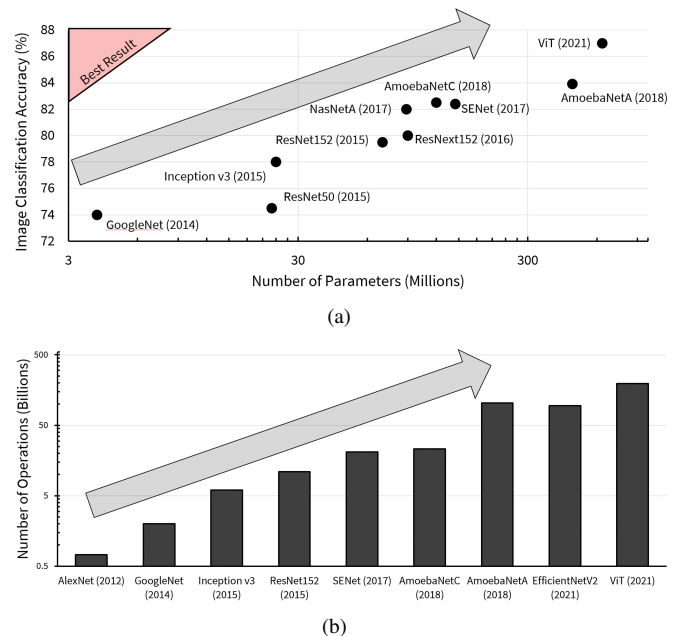 Image Classification Accuracy (%)
88
86
84
82
80
78
76
74
72
Best Result
ViT (2021)
AmoebaNetA (2018)
AmoebaNetC (2018)
NasNetA (2017)
SENet (2017)
ResNet152 (2015)
ResNext152 (2016)
Inception v3 (2015)
ResNet50 (2015)
GoogleNet (2014)
3
30
300
Number of Parameters (Millions)
(a)
Number of Operations (Billions)
500
50
5
0.5
AlexNet (2012)
GoogleNet
(2014)
Inception v3
(2015)
ResNet152
(2015)
SENet (2017)
AmoebaNetC
(2018)
AmoebaNetA
(2018)
EfficientNetV2
(2021)
ViT (2021)
(b)